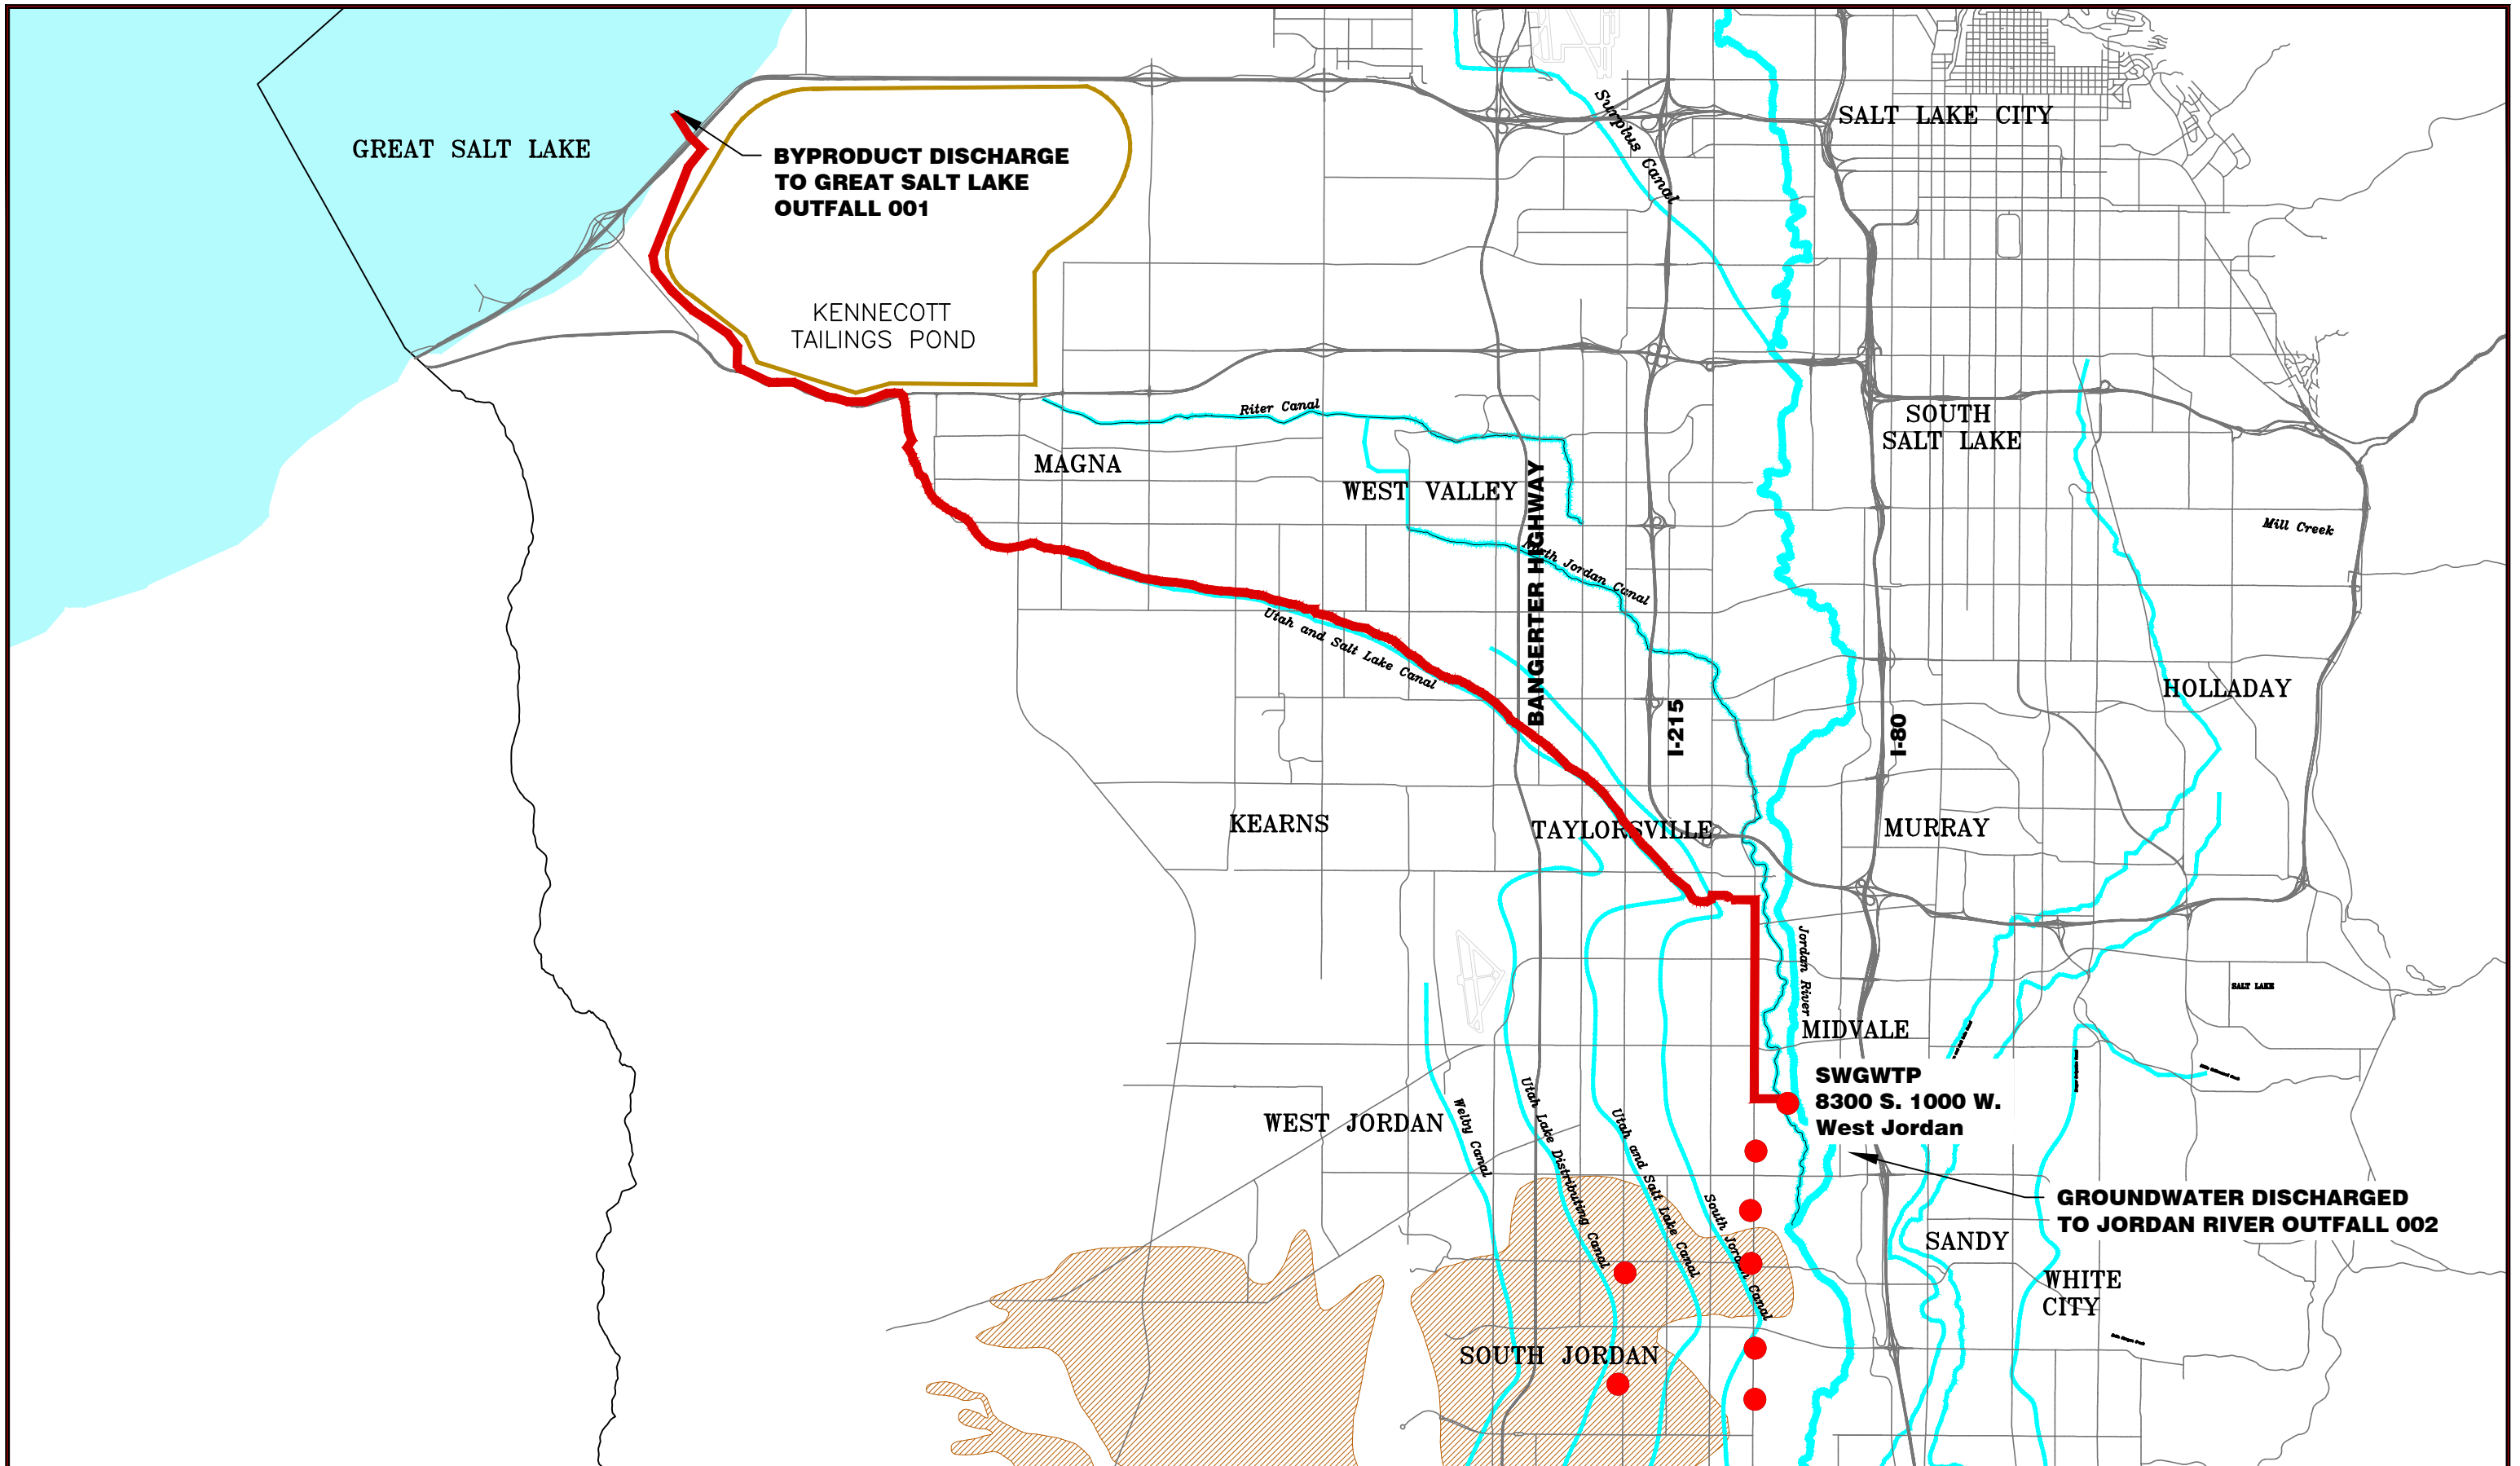 GREAT SALT LAKE
BYPRODUCT DISCHARGE
TO GREAT SALT LAKE
OUTFALL 001
KENNECOTT
TAILINGS POND
Surplus Canal
SALT LAKE CITY
Riter Canal
SOUTH
SALT LAKE
MAGNA
WEST VALLEY
BANGERTER HIGHWAY
Mill Creek
North Jordan Canal
Utah and Salt Lake Canal
HOLLADAY
I-215
I-80
KEARNS
TAYLORSVILLE
MURRAY
Jordan River
SALT LAKE
MIDVALE
SWGWTP
8300 S. 1000 W.
West Jordan
WEST JORDAN
Welby Canal
Utah Lake Distributing Canal
Utah and Salt Lake Canal
South Jordan Canal
GROUNDWATER DISCHARGED
TO JORDAN RIVER OUTFALL 002
SANDY
WHITE
CITY
SOUTH JORDAN